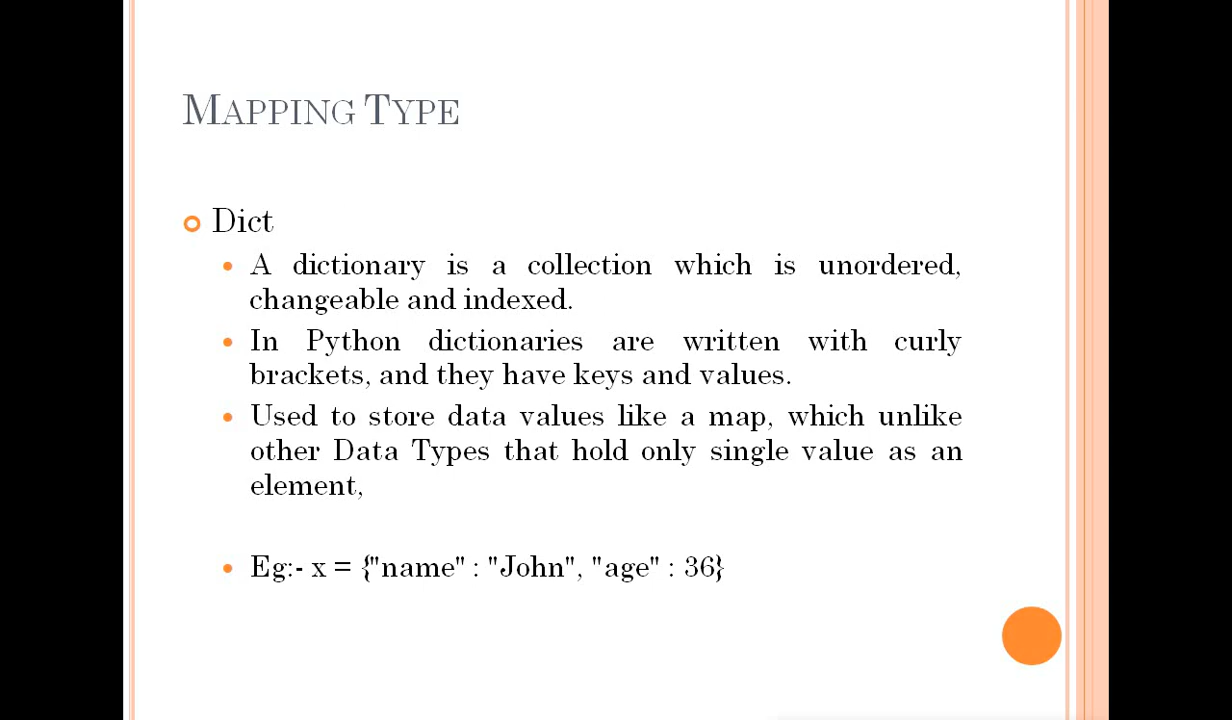 MAPPING TYPE
Dict
A dictionary is a collection which is unordered,
changeable and indexed.
In Python dictionaries are written with curly
brackets, and they have keys and values.
Used to store data values like a map, which unlike
other Data Types that hold only single value as an
element,
Eg:- x = {"name" : "John", "age" : 36}